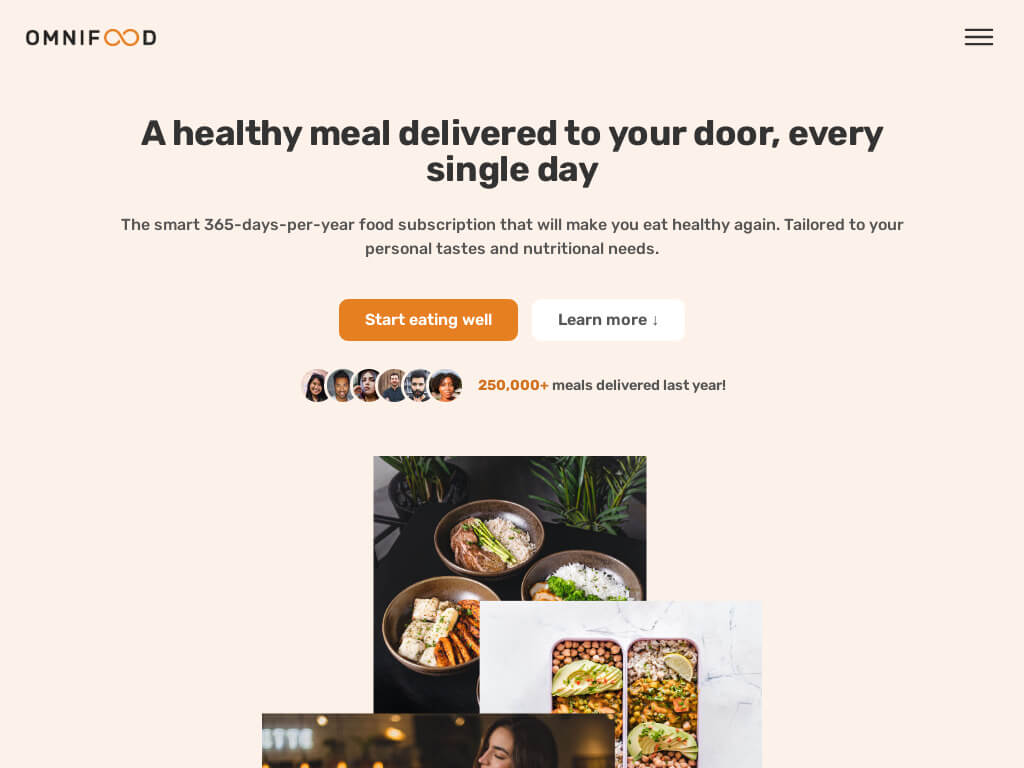 OMNIFOOD
A healthy meal delivered to your door, every
single day
The smart 365-days-per-year food subscription that will make you eat healthy again. Tailored to your
personal tastes and nutritional needs.
Start eating well
Learn more ↓
250,000+ meals delivered last year!